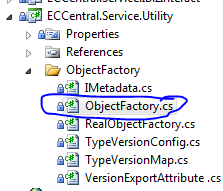 ECCentral.Service.Utility
Properties
References
ObjectFactory
IMetadata.cs
ObjectFactory.cs
RealObjectFactory.cs
TypeVersionConfig.cs
TypeVersionMap.cs
VersionExportAttribute .cs